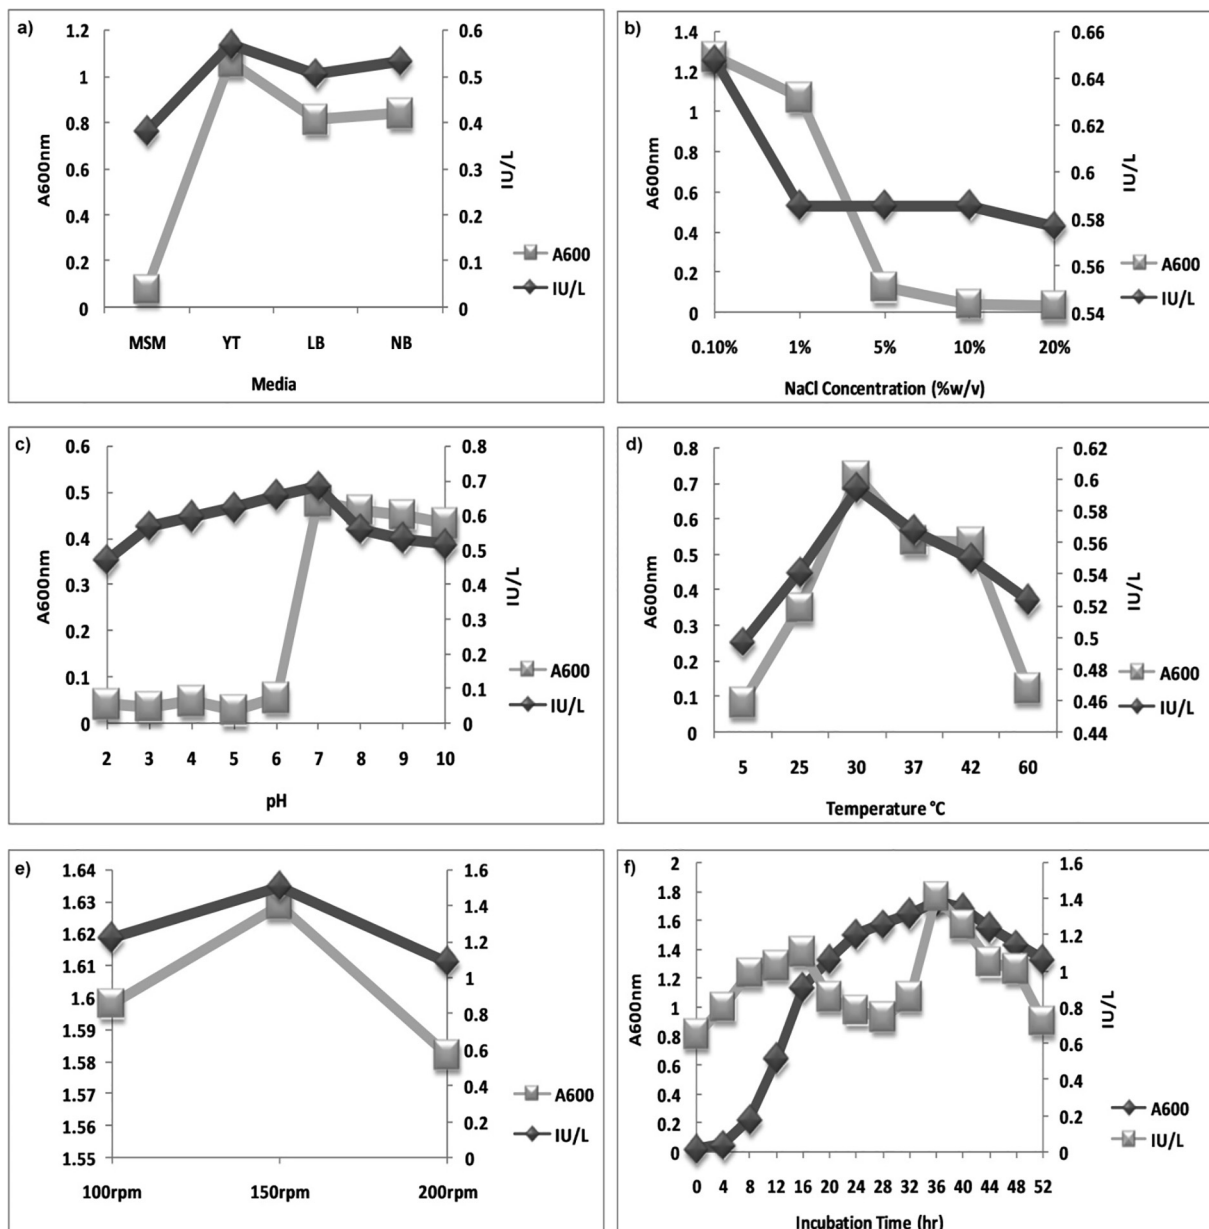 a)
1.2
1
0.8
0.6
0.4
0.2
0
A600nm
0.6
0.5
0.4
0.3
0.2
0.1
0
IU/L
A600
IU/L
MSM YT LB NB
Media
b)
1.4
1.2
1
0.8
0.6
0.4
0.2
0
A600nm
0.66
0.64
0.62
0.6
0.58
0.56
0.54
IU/L
A600
IU/L
0.10% 1% 5% 10% 20%
NaCl Concentration (%w/v)
c)
0.6
0.5
0.4
0.3
0.2
0.1
0
A600nm
0.8
0.7
0.6
0.5
0.4
0.3
0.2
0.1
0
IU/L
A600
IU/L
2 3 4 5 6 7 8 9 10
pH
d)
0.8
0.7
0.6
0.5
0.4
0.3
0.2
0.1
0
A600nm
0.62
0.6
0.58
0.56
0.54
0.52
0.5
0.48
0.46
0.44
IU/L
A600
IU/L
5 25 30 37 42 60
Temperature °C
e)
1.64
1.63
1.62
1.61
1.6
1.59
1.58
1.57
1.56
1.55
1.6
1.4
1.2
1
0.8
0.6
0.4
0.2
0
A600
IU/L
100rpm 150rpm 200rpm
f)
2
1.8
1.6
1.4
1.2
1
0.8
0.6
0.4
0.2
0
A600nm
1.6
1.4
1.2
1
0.8
0.6
0.4
0.2
0
IU/L
A600
IU/L
0 4 8 12 16 20 24 28 32 36 40 44 48 52
Incubation Time (hr)